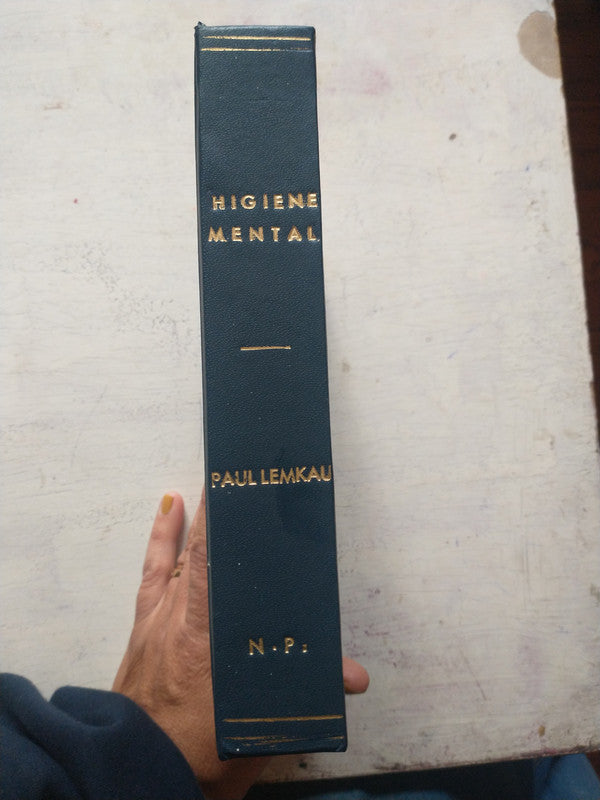 HIGIENE
MENTAL
PAUL LEMKAU
N.P: